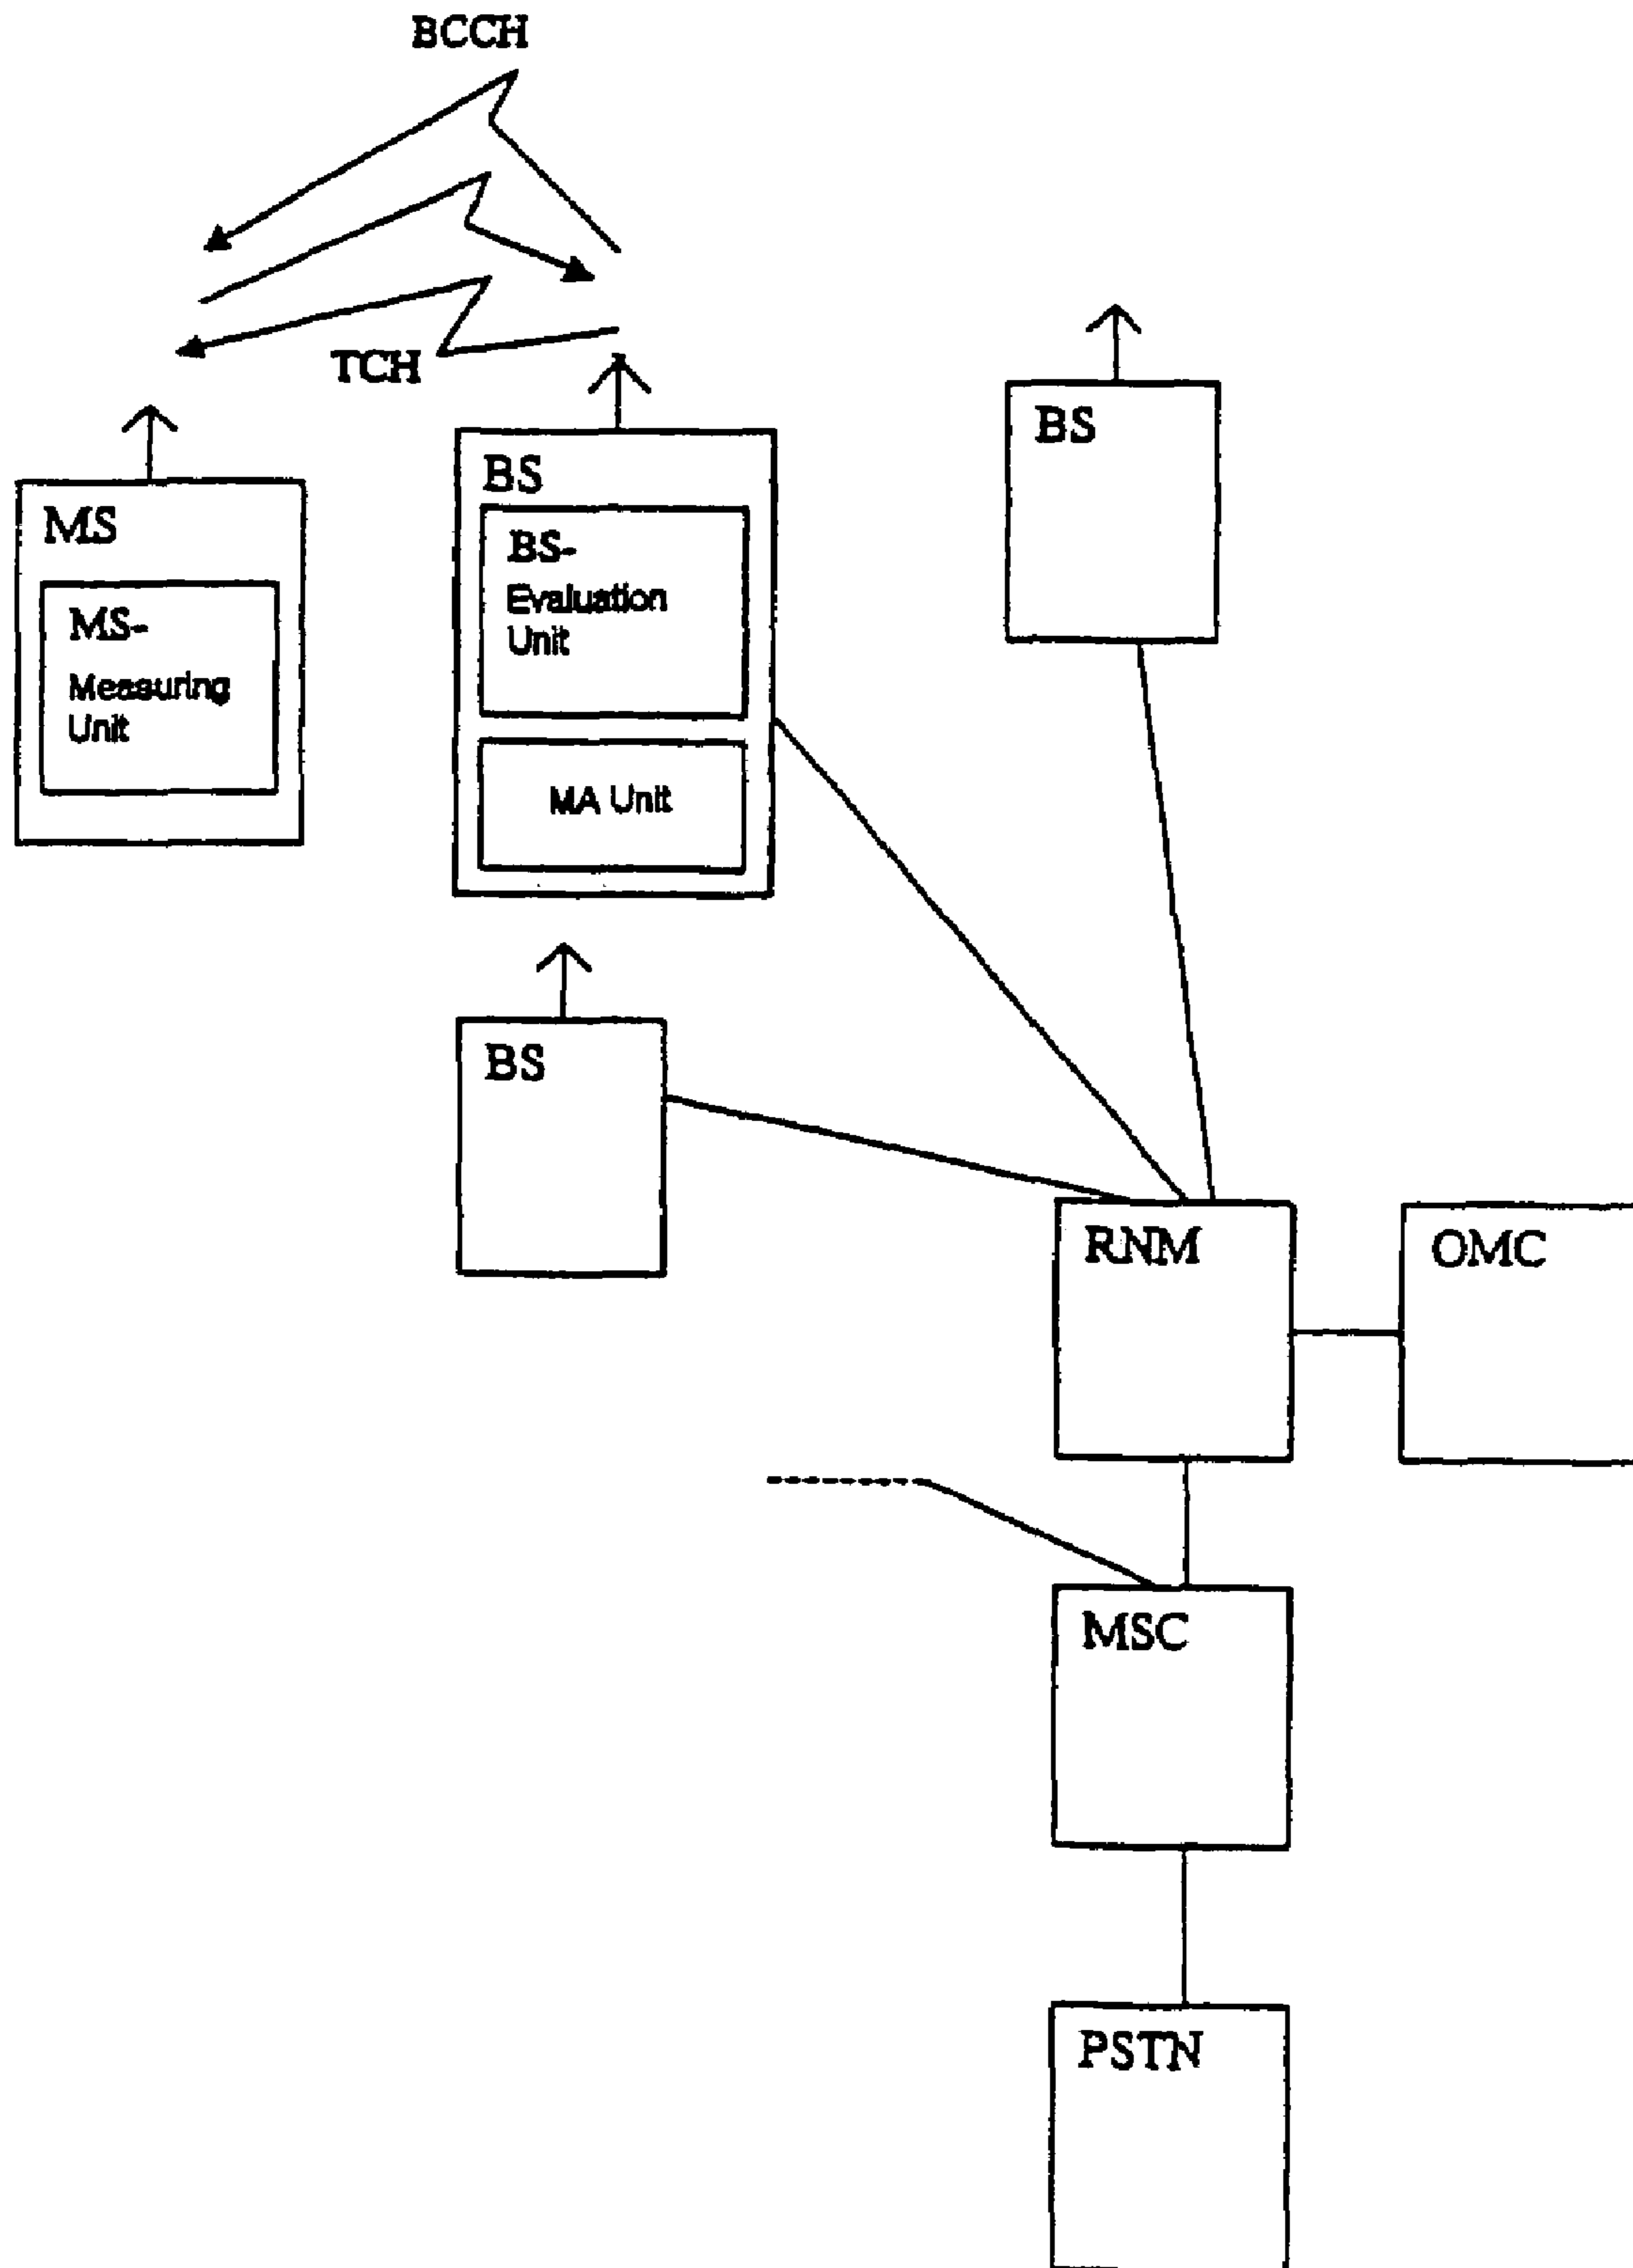 BCCH
TCH
BS
MS
BS
MS-
Measuring
Unit
BS-
Evaluation
Unit
MA Unit
BS
RNM
OMC
MSC
PSTN